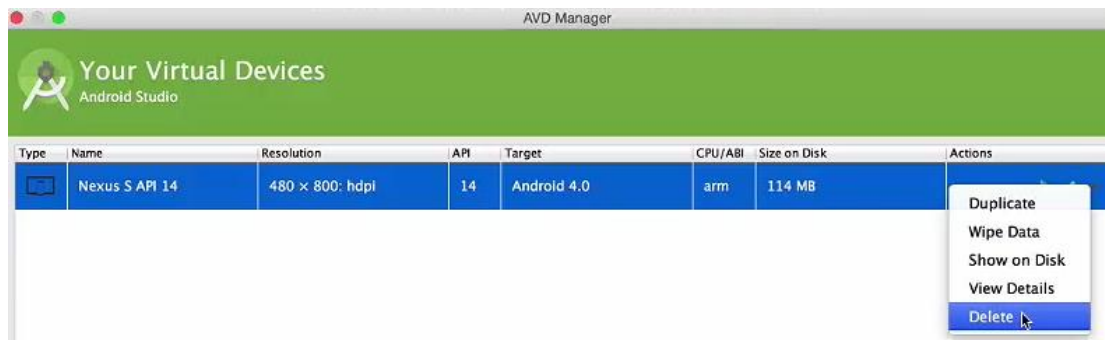 AVD Manager
Your Virtual Devices
Android Studio
Type Name Resolution API Target CPU/ABI Size on Disk Actions
Nexus S API 14 480 × 800: hdpi 14 Android 4.0 arm 114 MB
Duplicate
Wipe Data
Show on Disk
View Details
Delete